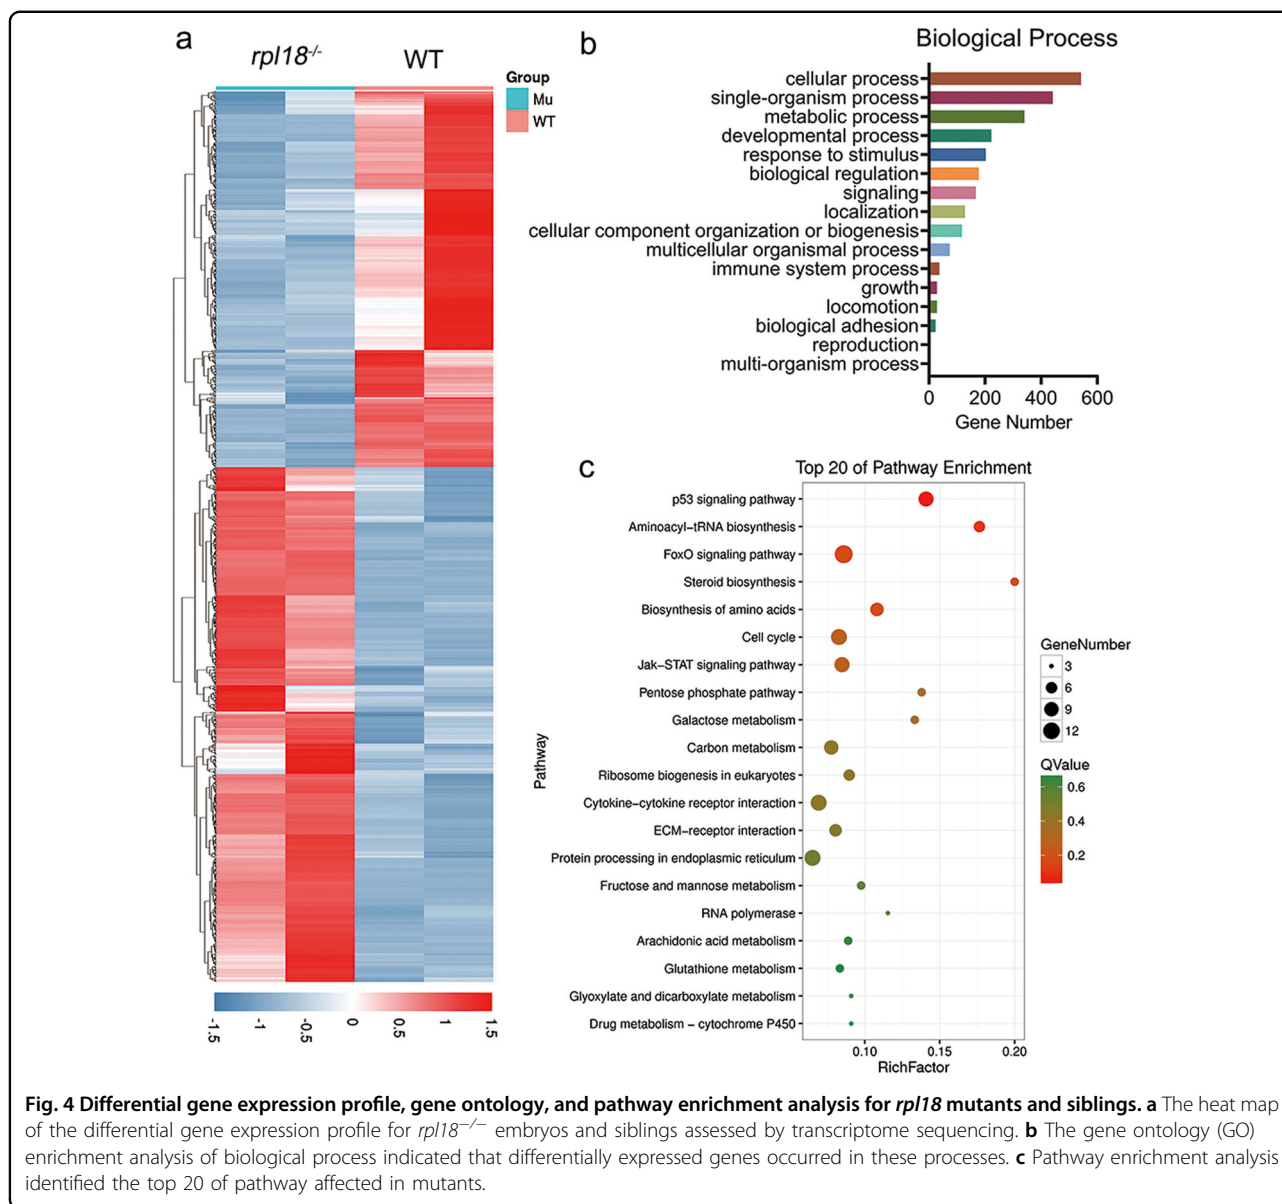 a
rpl18-/-
WT
Group
Mu
WT
-1.5
-1
-0.5
0
0.5
1
1.5
b
Biological Process
cellular process
single-organism process
metabolic process
developmental process
response to stimulus
biological regulation
signaling
localization
cellular component organization or biogenesis
multicellular organismal process
immune system process
growth
locomotion
biological adhesion
reproduction
multi-organism process
0 200 400 600
Gene Number
c
Top 20 of Pathway Enrichment
p53 signaling pathway
Aminoacyl−tRNA biosynthesis
FoxO signaling pathway
Steroid biosynthesis
Biosynthesis of amino acids
Cell cycle
Jak−STAT signaling pathway
Pentose phosphate pathway
Galactose metabolism
Carbon metabolism
Ribosome biogenesis in eukaryotes
Cytokine−cytokine receptor interaction
ECM−receptor interaction
Protein processing in endoplasmic reticulum
Fructose and mannose metabolism
RNA polymerase
Arachidonic acid metabolism
Glutathione metabolism
Glyoxylate and dicarboxylate metabolism
Drug metabolism − cytochrome P450
Pathway
0.10 0.15 0.20
RichFactor
GeneNumber
3
6
9
12
QValue
0.6
0.4
0.2
Fig. 4 Differential gene expression profile, gene ontology, and pathway enrichment analysis for rpl18 mutants and siblings. a The heat map
of the differential gene expression profile for rpl18−/− embryos and siblings assessed by transcriptome sequencing. b The gene ontology (GO)
enrichment analysis of biological process indicated that differentially expressed genes occurred in these processes. c Pathway enrichment analysis
identified the top 20 of pathway affected in mutants.